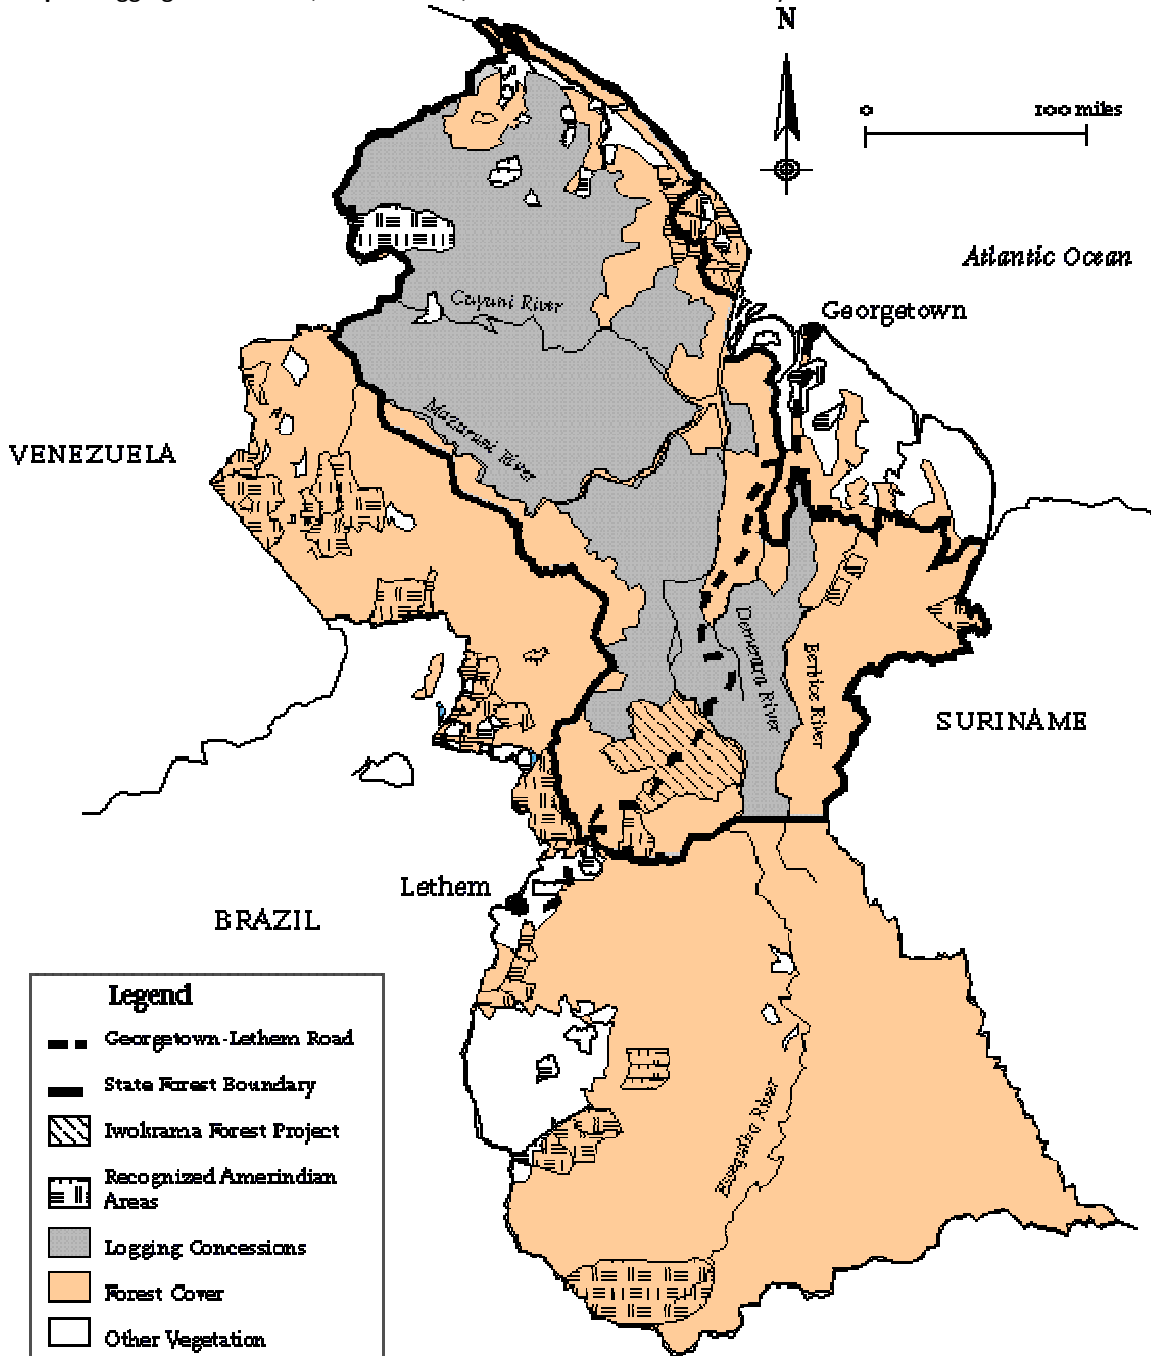 N
0 100 miles
Atlantic Ocean
Georgetown
Cuyuni River
Mazaruni River
VENEZUELA
Demerara River
Berbice River
SURINAME
Lethem
BRAZIL
Essequibo River
Legend
Georgetown-Lethem Road
State Forest Boundary
Iwokrama Forest Project
Recognized Amerindian
Areas
Logging Concessions
Forest Cover
Other Vegetation